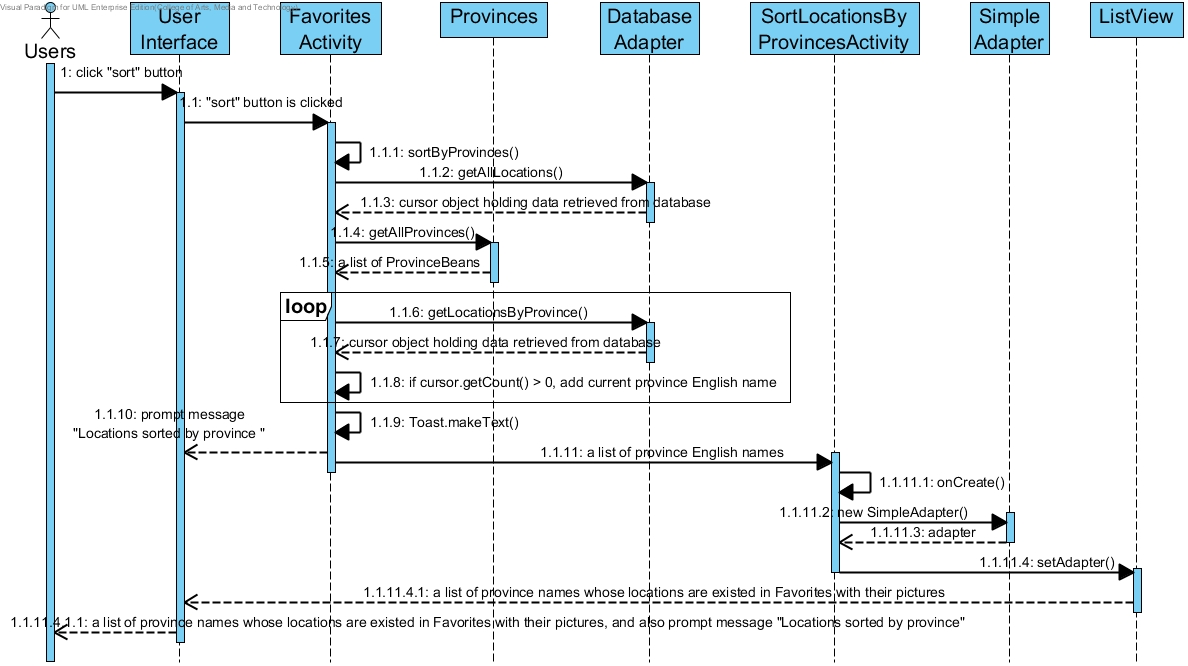 Visual Paradigm for UML Enterprise Edition(College of Arts, Media and Technology)
Users
User
Interface
Favorites
Activity
Provinces
Database
Adapter
SortLocationsBy
ProvincesActivity
Simple
Adapter
ListView
1: click "sort" button
1.1: "sort" button is clicked
1.1.1: sortByProvinces()
1.1.2: getAllLocations()
1.1.3: cursor object holding data retrieved from database
1.1.4: getAllProvinces()
1.1.5: a list of ProvinceBeans
loop
1.1.6: getLocationsByProvince()
1.1.7: cursor object holding data retrieved from database
1.1.8: if cursor.getCount() > 0, add current province English name
1.1.9: Toast.makeText()
1.1.10: prompt message
"Locations sorted by province "
1.1.11: a list of province English names
1.1.11.1: onCreate()
1.1.11.2: new SimpleAdapter()
1.1.11.3: adapter
1.1.11.4: setAdapter()
1.1.11.4.1: a list of province names whose locations are existed in Favorites with their pictures
1.1.11.4.1.1: a list of province names whose locations are existed in Favorites with their pictures, and also prompt message "Locations sorted by province"